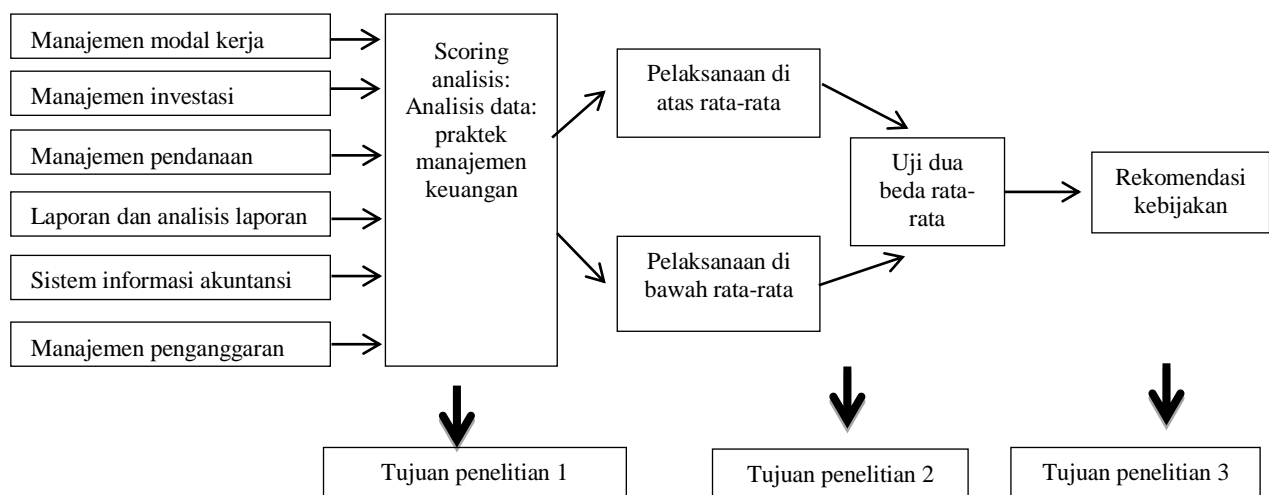 Manajemen modal kerja
Manajemen investasi
Manajemen pendanaan
Laporan dan analisis laporan
Sistem informasi akuntansi
Manajemen penganggaran
Scoring
analisis:
Analisis data:
praktek
manajemen
keuangan
Pelaksanaan di
atas rata-rata
Pelaksanaan di
bawah rata-rata
Uji dua
beda rata-
rata
Rekomendasi
kebijakan
Tujuan penelitian 1
Tujuan penelitian 2
Tujuan penelitian 3